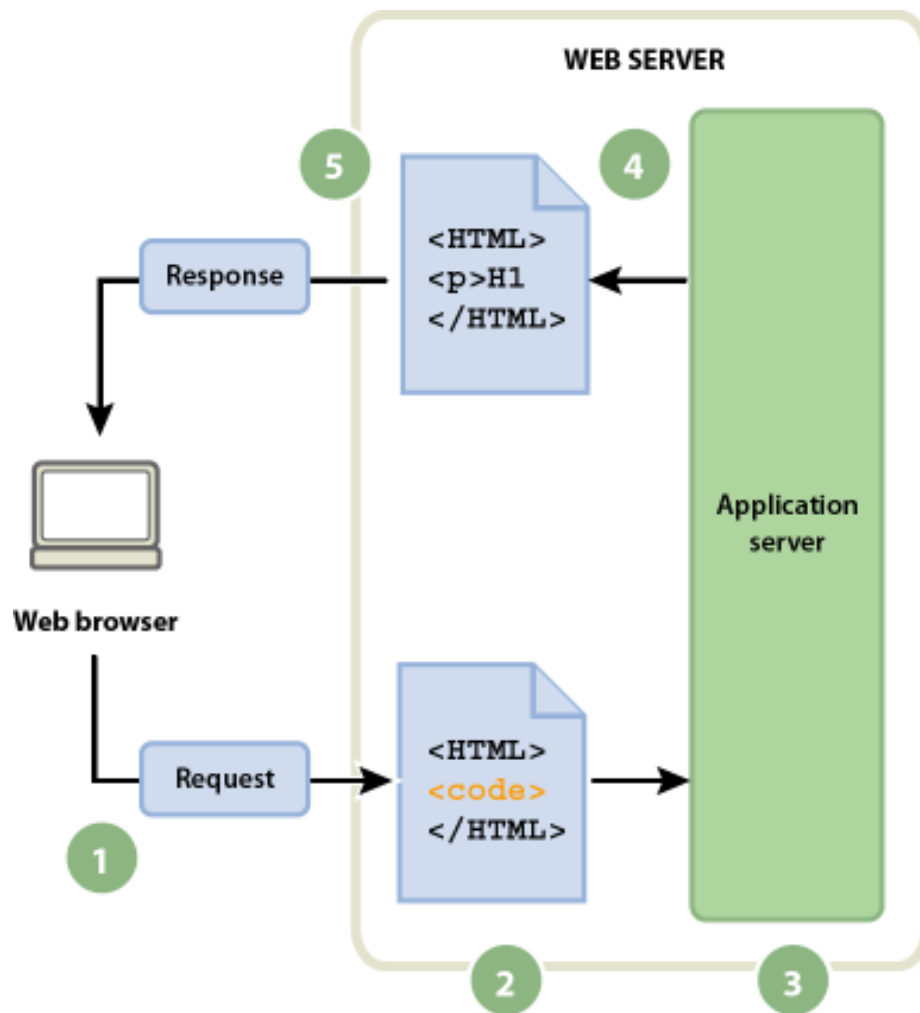 WEB SERVER
5
4
<HTML>
<p>H1
</HTML>
Response
Application
server
Web browser
<HTML>
<code>
</HTML>
Request
1
2
3